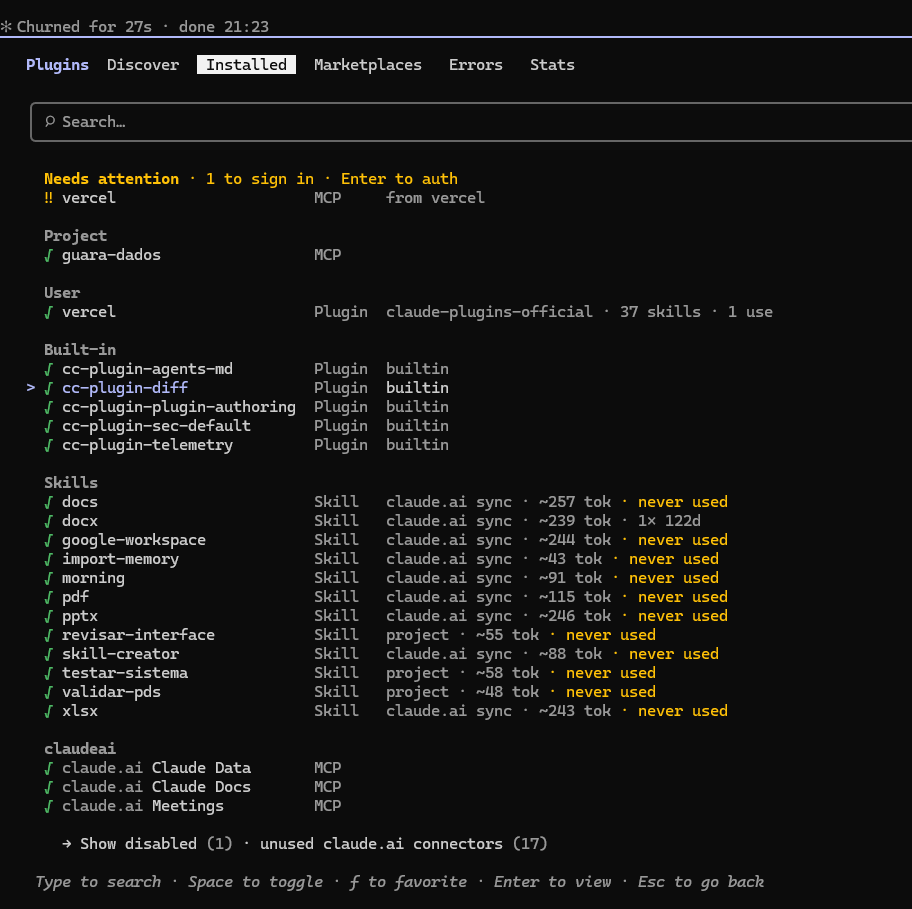 ✻ Churned for 27s · done 21:23
Plugins Discover Installed Marketplaces Errors Stats
⌕ Search…
Needs attention · 1 to sign in · Enter to auth
‼ vercel MCP from vercel
Project
√ guara-dados MCP
User
√ vercel Plugin claude-plugins-official · 37 skills · 1 use
Built-in
√ cc-plugin-agents-md Plugin builtin
> √ cc-plugin-diff Plugin builtin
√ cc-plugin-plugin-authoring Plugin builtin
√ cc-plugin-sec-default Plugin builtin
√ cc-plugin-telemetry Plugin builtin
Skills
√ docs Skill claude.ai sync · ~257 tok · never used
√ docx Skill claude.ai sync · ~239 tok · 1× 122d
√ google-workspace Skill claude.ai sync · ~244 tok · never used
√ import-memory Skill claude.ai sync · ~43 tok · never used
√ morning Skill claude.ai sync · ~91 tok · never used
√ pdf Skill claude.ai sync · ~115 tok · never used
√ pptx Skill claude.ai sync · ~246 tok · never used
√ revisar-interface Skill project · ~55 tok · never used
√ skill-creator Skill claude.ai sync · ~88 tok · never used
√ testar-sistema Skill project · ~58 tok · never used
√ validar-pds Skill project · ~48 tok · never used
√ xlsx Skill claude.ai sync · ~243 tok · never used
claudeai
√ claude.ai Claude Data MCP
√ claude.ai Claude Docs MCP
√ claude.ai Meetings MCP
→ Show disabled (1) · unused claude.ai connectors (17)
Type to search · Space to toggle · f to favorite · Enter to view · Esc to go back